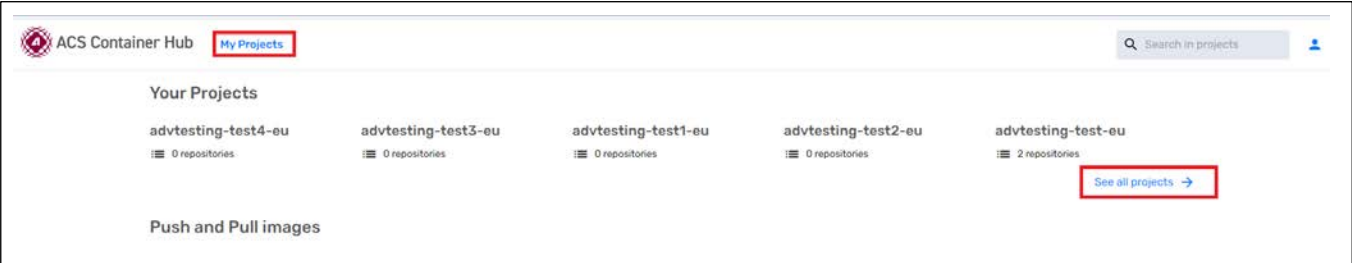 ACS Container Hub My Projects Search in projects
Your Projects
advtesting-test4-eu advtesting-test3-eu advtesting-test1-eu advtesting-test2-eu advtesting-test-eu
0 repositories 0 repositories 0 repositories 0 repositories 2 repositories
See all projects →
Push and Pull images